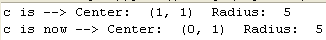 c is --> Center:  (1, 1)  Radius:  5
c is now --> Center:  (0, 1)  Radius:  5